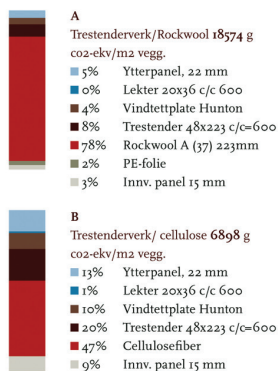 A
Trestenderverk/Rockwool 18574 g
co2-ekv/m2 vegg.
5% Ytterpanel, 22 mm
0% Lekter 20x36 c/c 600
4% Vindtettplate Hunton
8% Trestender 48x223 c/c=600
78% Rockwool A (37) 223mm
2% PE-folie
3% Innv. panel 15 mm
B
Trestenderverk/ cellulose 6898 g
co2-ekv/m2 vegg.
13% Ytterpanel, 22 mm
1% Lekter 20x36 c/c 600
10% Vindtettplate Hunton
20% Trestender 48x223 c/c=600
47% Cellulosefiber
9% Innv. panel 15 mm